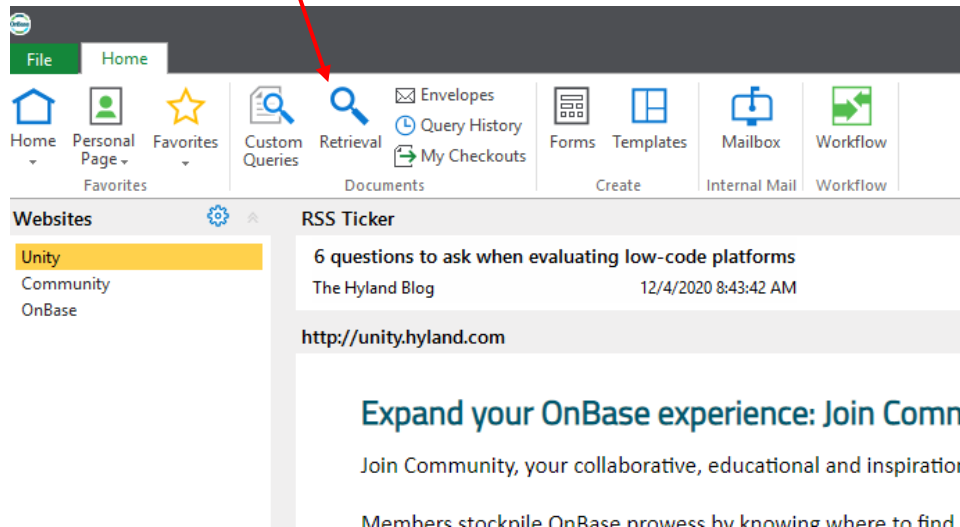 OnBase
File Home
Home Personal Page Favorites Custom Queries Retrieval Envelopes Query History My Checkouts Forms Templates Mailbox Workflow
Favorites Documents Create Internal Mail Workflow
Websites
Unity
Community
OnBase
RSS Ticker
6 questions to ask when evaluating low-code platforms
The Hyland Blog 12/4/2020 8:43:42 AM
http://unity.hyland.com
Expand your OnBase experience: Join Comm
Join Community, your collaborative, educational and inspiration
Members stockpile OnBase prowess by knowing where to find